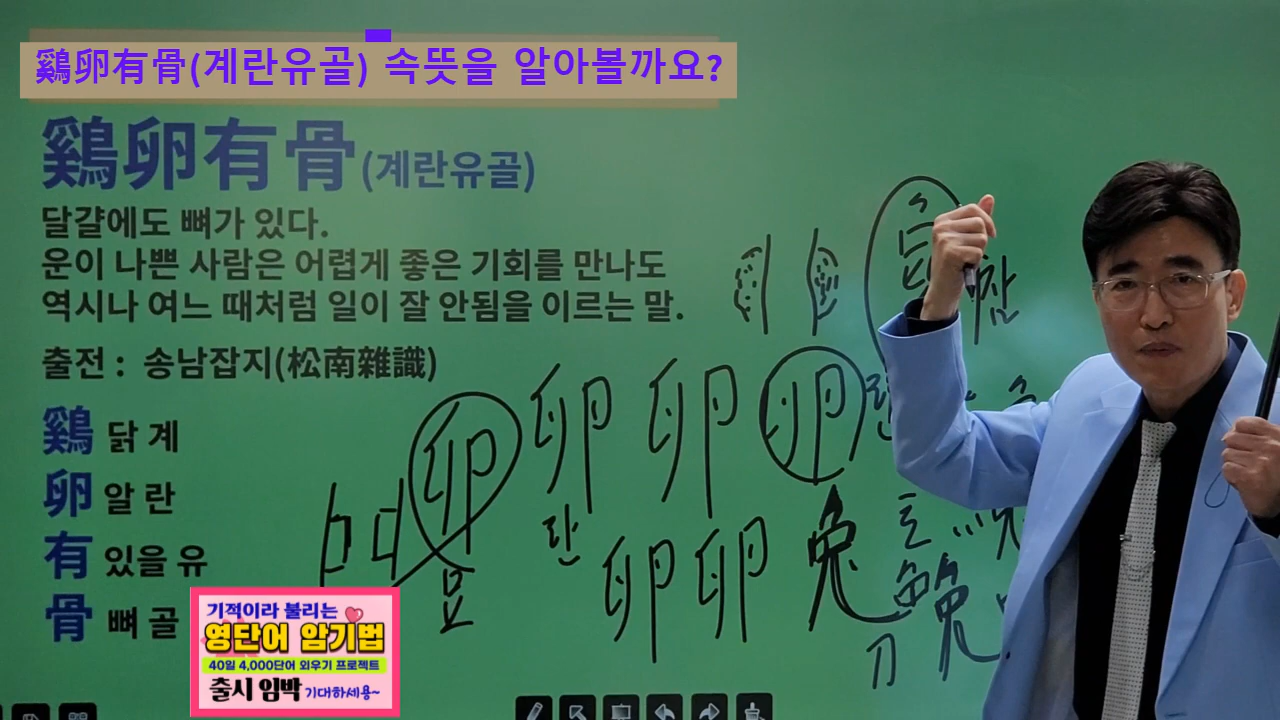 鷄卵有骨(계란유골) 속뜻을 알아볼까요?
鷄卵有骨(계란유골)
달걀에도 뼈가 있다.
운이 나쁜 사람은 어렵게 좋은 기회를 만나도
역시나 여느 때처럼 일이 잘 안됨을 이르는 말.
출전 : 송남잡지(松南雜識)
鷄 닭 계
卵 알 란
有 있을 유
骨 뼈 골
卵 卵 卵 卵
묘 란 卵 卵 兔
刀
기적이라 불리는
영단어 암기법
40일 4,000단어 외우기 프로젝트
출시 임박 기대하세용~